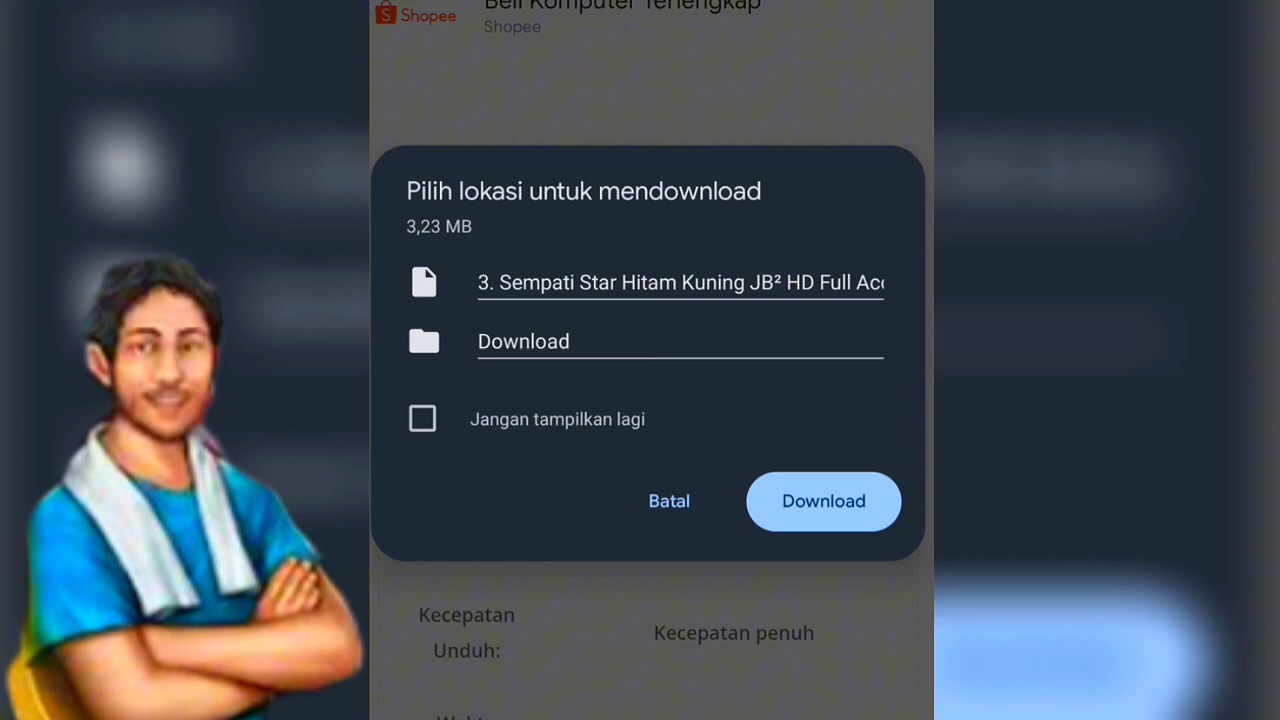 Shopee
Beli Komputer Terlengkap
Shopee
Pilih lokasi untuk mendownload
3,23 MB
3. Sempati Star Hitam Kuning JB² HD Full Acc
Download
Jangan tampilkan lagi
Batal
Download
Kecepatan
Unduh:
Kecepatan penuh